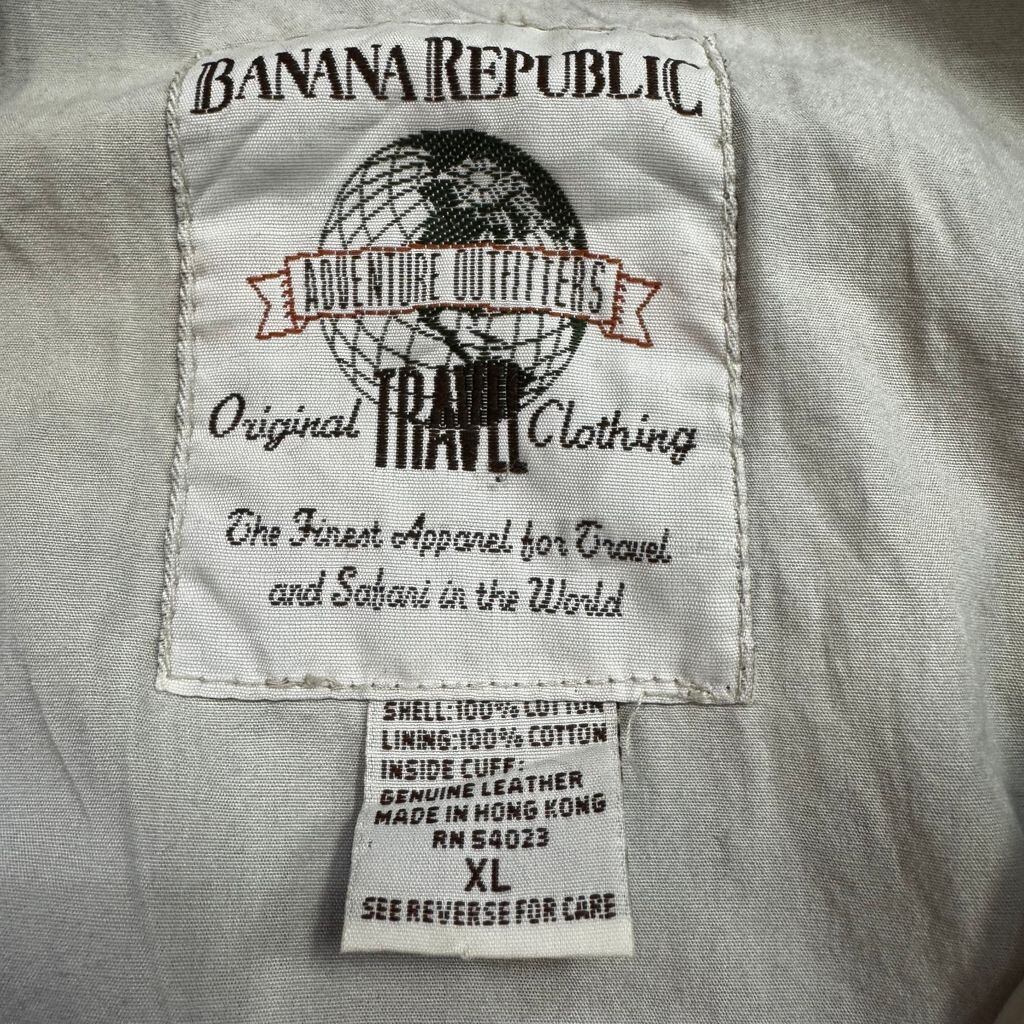 BANANA REPUBLIC
ADVENTURE OUTFITTERS
Original TRAVEL Clothing
The Finest Apparel for Travel
and Safari in the World
SHELL:100% COTTON
LINING:100% COTTON
INSIDE CUFF:
GENUINE LEATHER
MADE IN HONG KONG
RN 54023
XL
SEE REVERSE FOR CARE